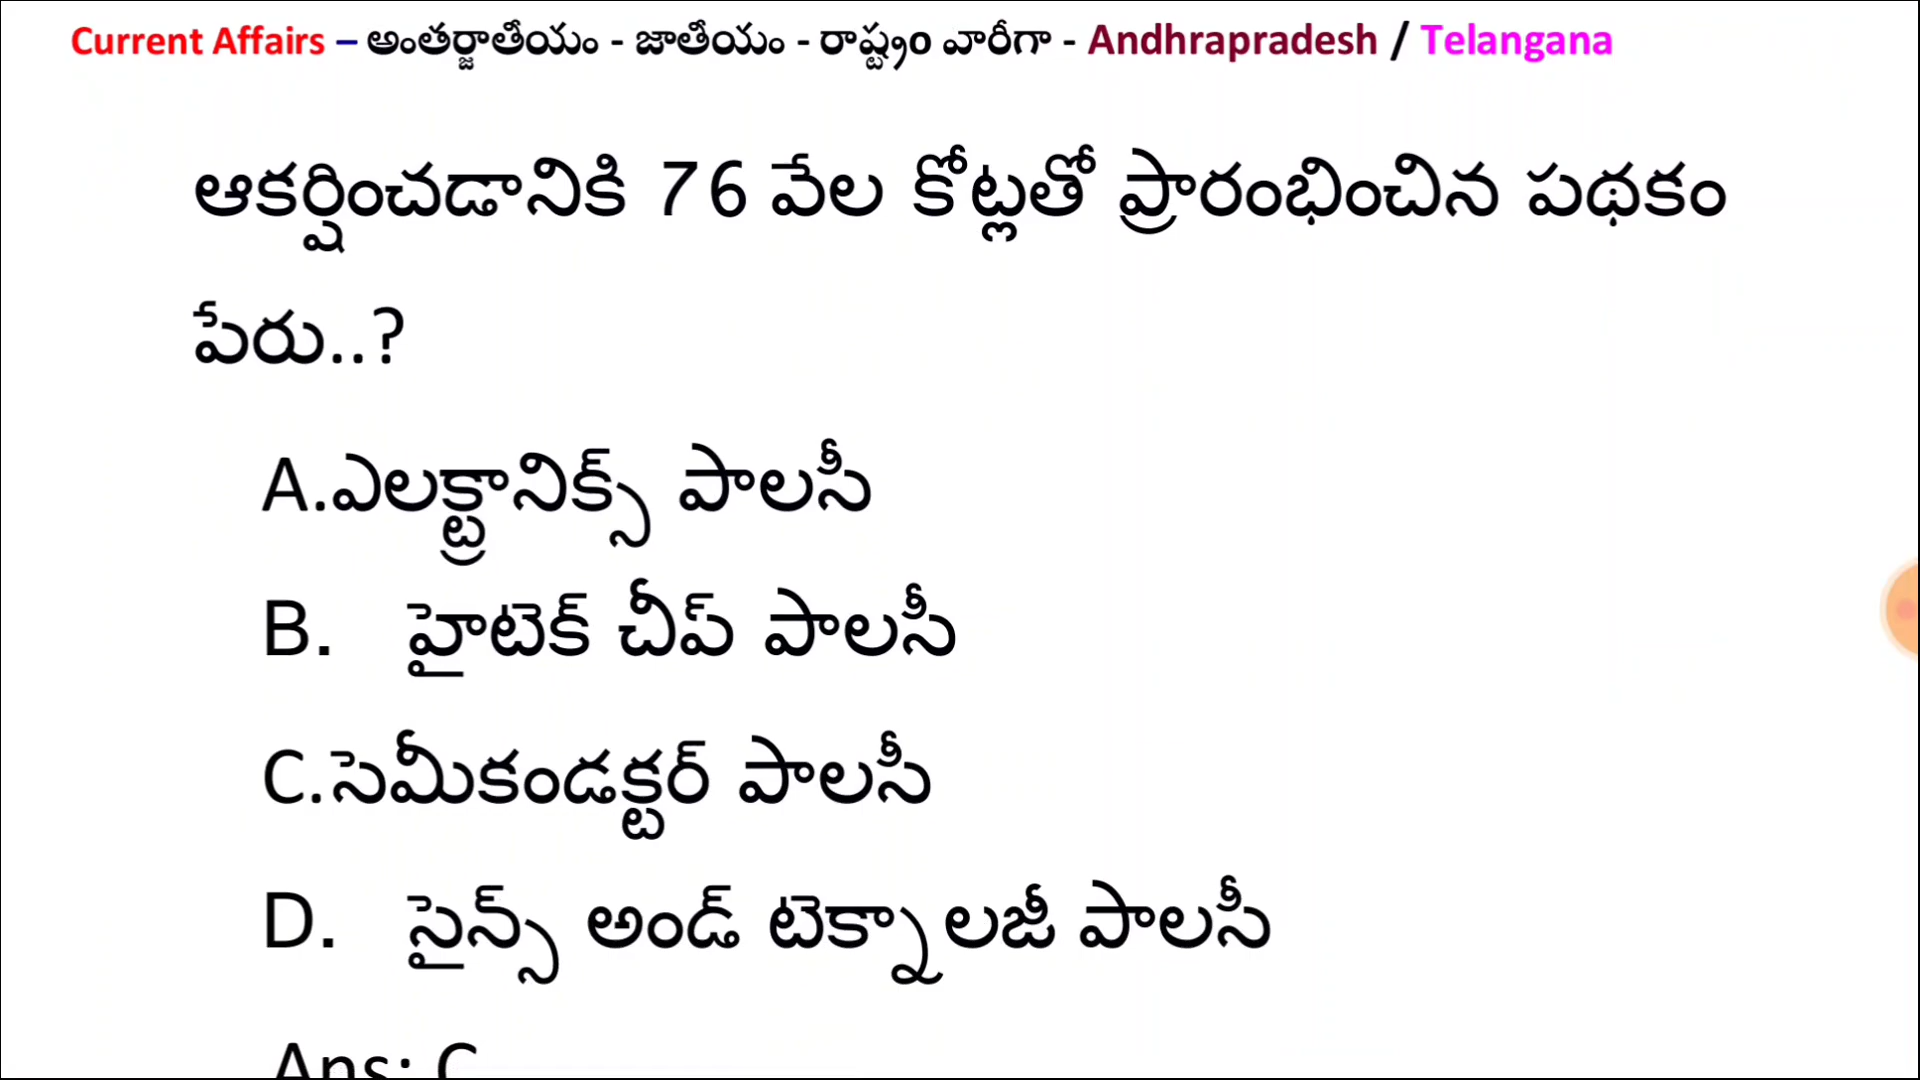 Current Affairs – అంతర్జాతీయం - జాతీయం - రాష్ట్రం వారీగా - Andhrapradesh / Telangana
ఆకర్షించడానికి 76 వేల కోట్లతో ప్రారంభించిన పథకం
పేరు..?
A.ఎలక్ట్రానిక్స్ పాలసీ
B. హైటెక్ చీప్ పాలసీ
C.సెమీకండక్టర్ పాలసీ
D. సైన్స్ అండ్ టెక్నాలజీ పాలసీ
Ans: C